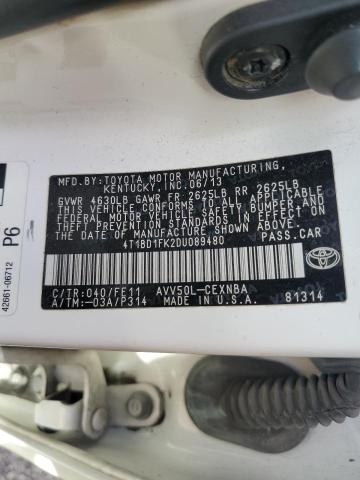 MFD. BY: TOYOTA MOTOR MANUFACTURING,
KENTUCKY, INC. 06/13
GVWR 4630LB GAWR FR 2625LB RR 2625LB
THIS VEHICLE CONFORMS TO ALL APPLICABLE
FEDERAL MOTOR VEHICLE SAFETY, BUMPER, AND
THEFT PREVENTION STANDARDS IN EFFECT ON
THE DATE OF MANUFACTURE SHOWN ABOVE.
4T1BD1FK2DU089480 PASS. CAR
C/TR: 040/FE11 AVV50L-CEXNBA
A/TM: -03A/P314 MADE IN U.S.A. 81314
TOYOTA
P6
42661-06712